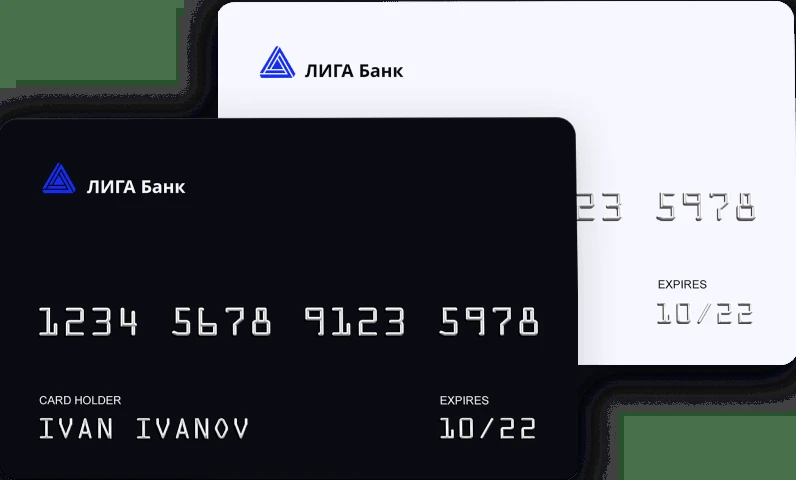 ЛИГА Банк
23 5978
EXPIRES
10/22
ЛИГА Банк
1234 5678 9123 5978
CARD HOLDER
EXPIRES
IVAN IVANOV
10/22